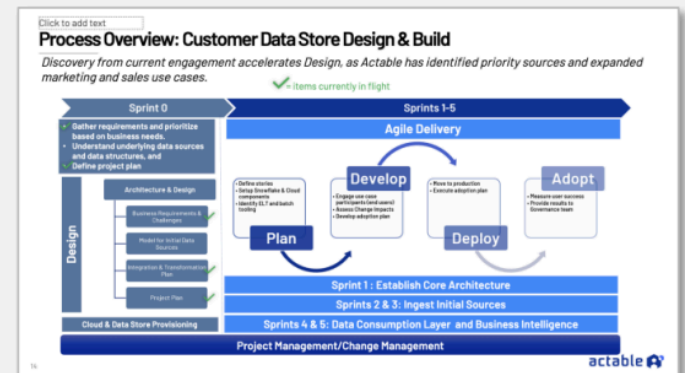 Click to add text
Process Overview: Customer Data Store Design & Build
Discovery from current engagement accelerates Design, as Actable has identified priority sources and expanded
marketing and sales use cases.
= items currently in flight
Sprint 0
Sprints 1-5
Gather requirements and prioritize
based on business needs.
• Understand underlying data sources
and data structures, and
Define project plan
Agile Delivery
Design
Architecture & Design
Business Requirements &
Challenges
Model for Initial Data
Sources
Integration & Transformation
Plan
Project Plan
Cloud & Data Store Provisioning
• Define stories
• Setup Snowflake & Cloud
components
• Identify ELT and batch
tooling
Plan
Develop
• Engage use case
participants (end users)
• Assess Change Impacts
• Develop adoption plan
• Move to production
• Execute adoption plan
Deploy
Adopt
• Measure user success
• Provide results to
Governance team
Sprint 1 : Establish Core Architecture
Sprints 2 & 3: Ingest Initial Sources
Sprints 4 & 5: Data Consumption Layer and Business Intelligence
Project Management/Change Management
14
actable